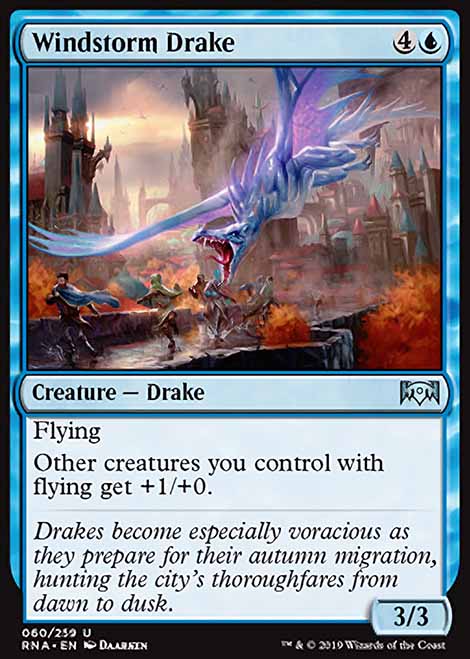 Windstorm Drake 4
Creature — Drake
Flying
Other creatures you control with
flying get +1/+0.
Drakes become especially voracious as
they prepare for their autumn migration,
hunting the city's thoroughfares from
dawn to dusk.
3/3
060/259 U
RNA • EN DAARKEN
™ & © 2019 Wizards of the Coast